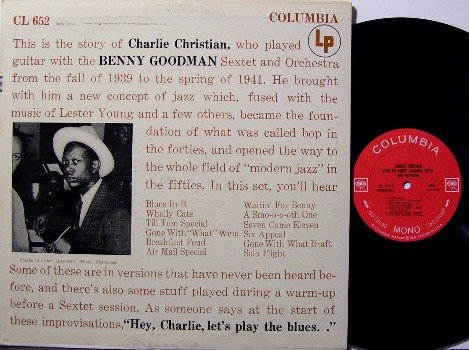 CL 652
COLUMBIA
Lp
This is the story of Charlie Christian, who played
guitar with the BENNY GOODMAN Sextet and Orchestra
from the fall of 1939 to the spring of 1941. He brought
with him a new concept of jazz which, fused with the
music of Lester Young and a few others, became the foun-
dation of what was called bop in
the forties, and opened the way to
the whole field of "modern jazz" in
the fifties. In this set, you'll hear
Blues In B
Wholly Cats
Till Tom Special
Gone With "What" Wind
Breakfast Feud
Air Mail Special
Waitin' For Benny
A Smo-o-o-oth One
Seven Come Eleven
Six Appeal
Gone With What Draft
Solo Flight
Charlie Christian
Some of these are in versions that have never been heard be-
fore, and there's also some stuff played during a warm-up
before a Sextet session. As someone says at the start of
these improvisations, "Hey, Charlie, let's play the blues. ."
COLUMBIA
CHARLIE CHRISTIAN
MONO